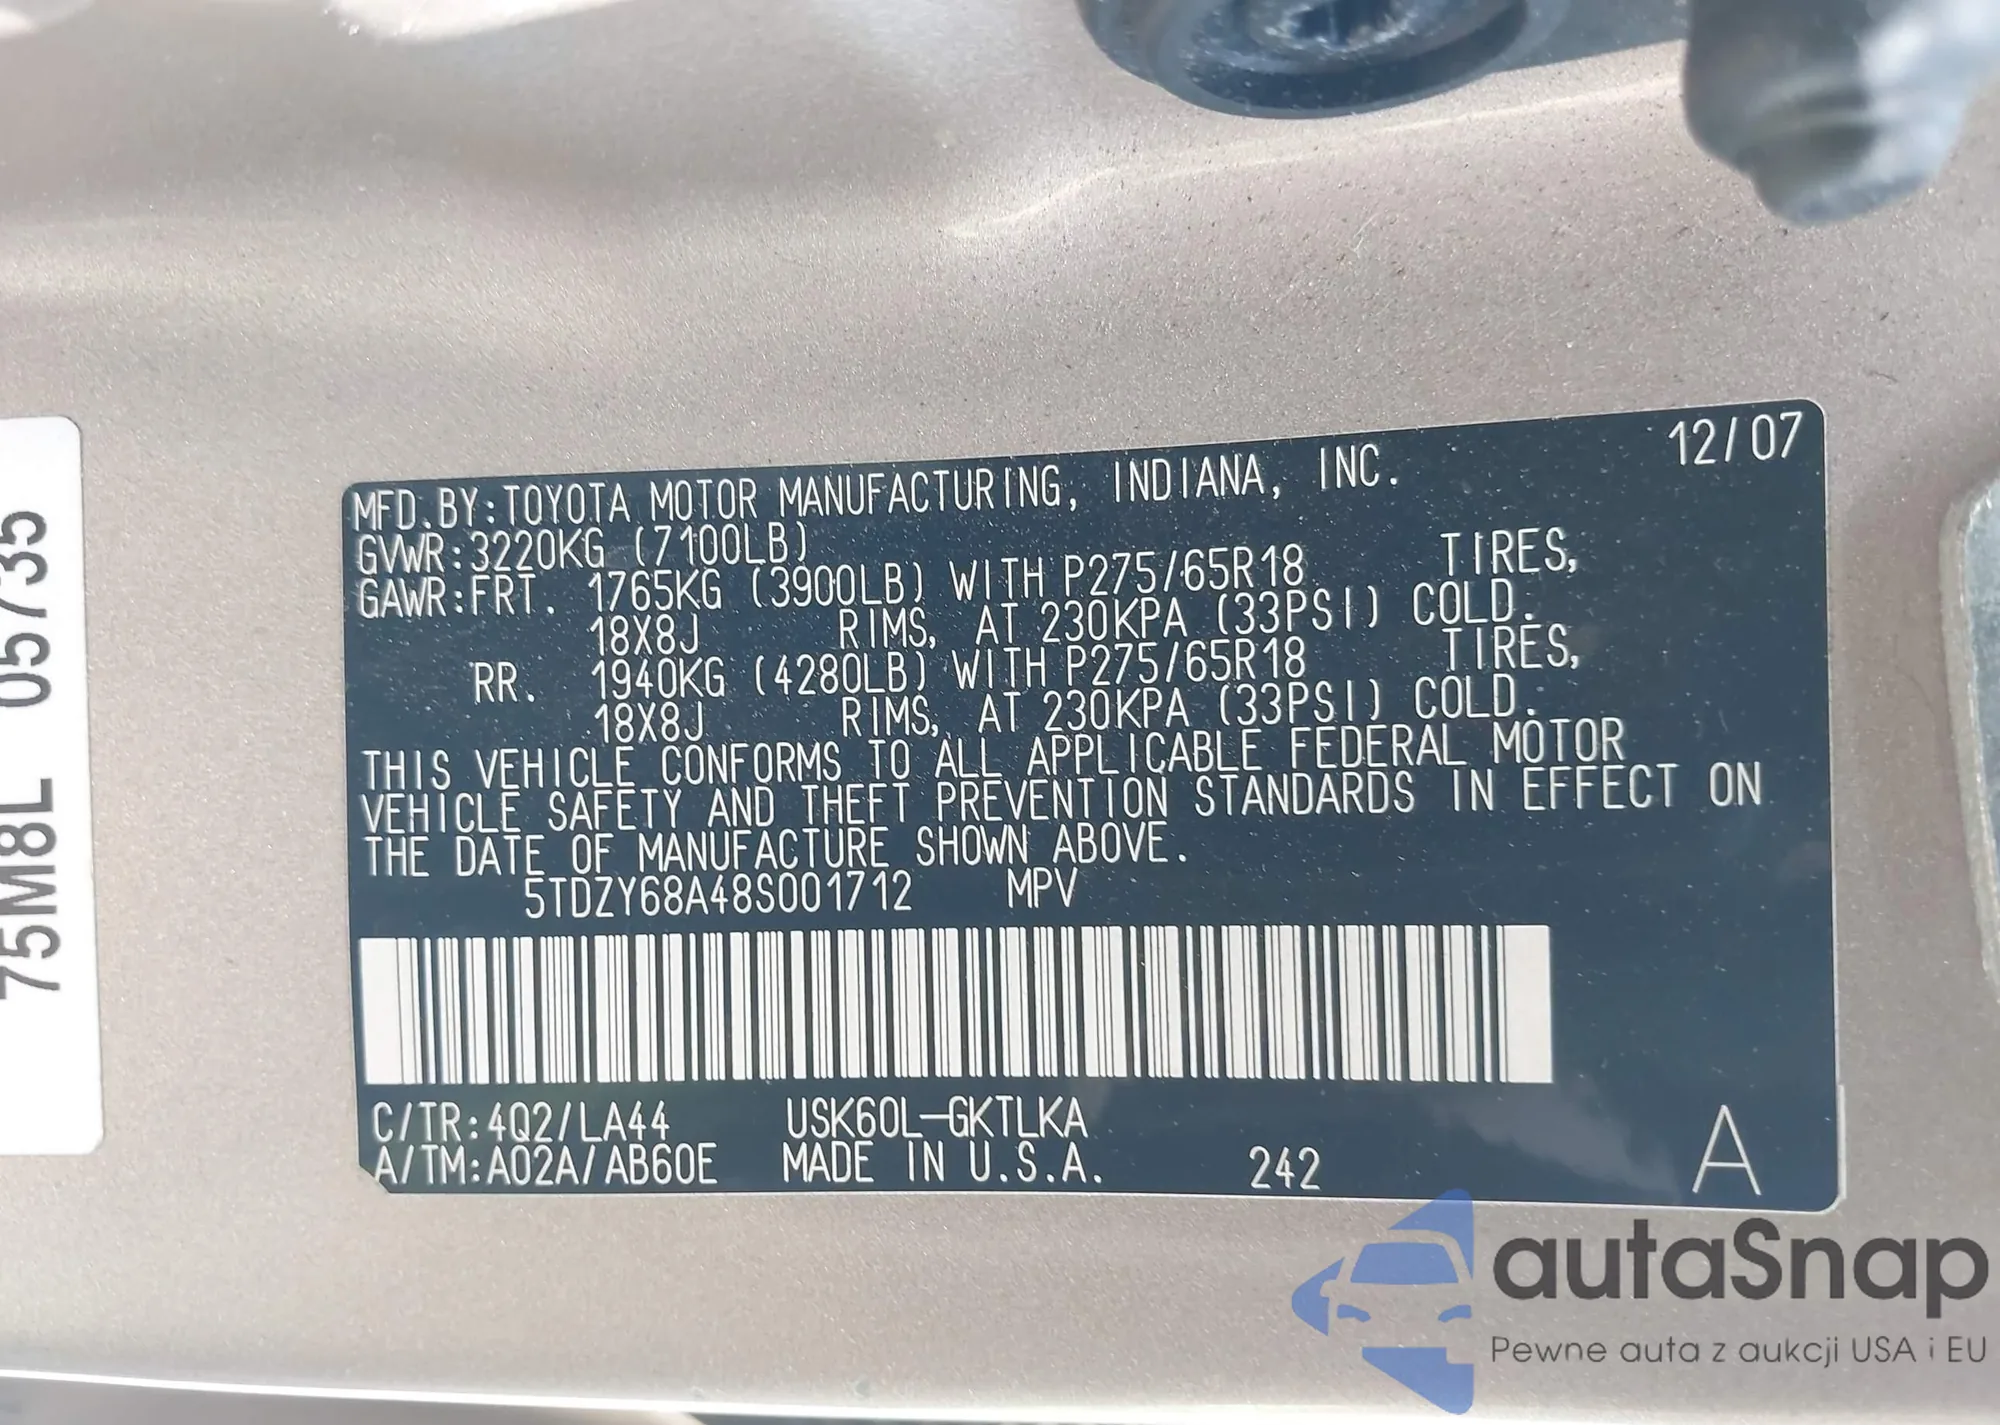 12/07
MFD.BY:TOYOTA MOTOR MANUFACTURING, INDIANA, INC.
GVWR:3220KG (7100LB)
GAWR:FRT. 1765KG (3900LB) WITH P275/65R18 TIRES,
18X8J RIMS, AT 230KPA (33PSI) COLD.
RR. 1940KG (4280LB) WITH P275/65R18 TIRES,
18X8J RIMS, AT 230KPA (33PSI) COLD.
THIS VEHICLE CONFORMS TO ALL APPLICABLE FEDERAL MOTOR
VEHICLE SAFETY AND THEFT PREVENTION STANDARDS IN EFFECT ON
THE DATE OF MANUFACTURE SHOWN ABOVE.
5TDZY68A48S001712 MPV
C/TR:4Q2/LA44 USK60L-GKTLKA
A/TM:A02A/AB60E MADE IN U.S.A. 242 A
75M8L 05735
autaSnap
Pewne auta z aukcji USA i EU